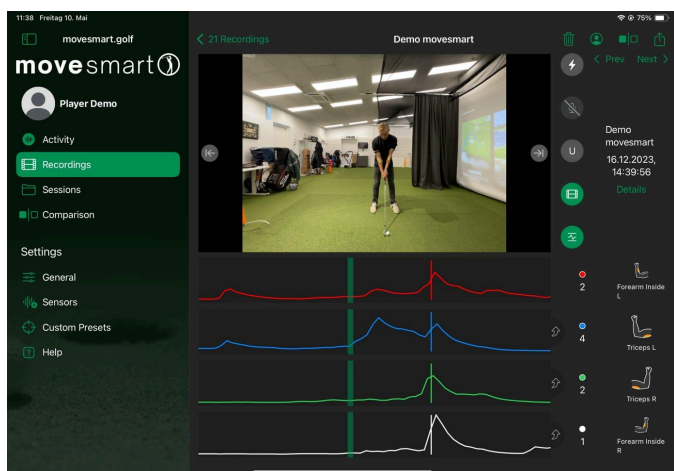 11:38 Freitag 10. Mai
75%
movesmart.golf
21 Recordings
Demo movesmart
movesmart
Prev Next
Player Demo
Activity
Recordings
Sessions
Comparison
Settings
General
Sensors
Custom Presets
? Help
U
Demo
movesmart
16.12.2023,
14:39:56
Details
2
Forearm Inside
L
4
Triceps L
2
Triceps R
1
Forearm Inside
R